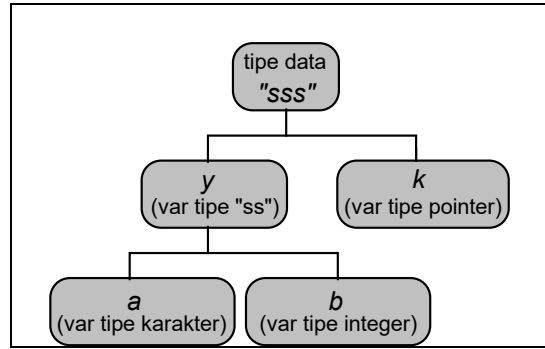 tipe data
"sss"
y
(var tipe "ss")
k
(var tipe pointer)
a
(var tipe karakter)
b
(var tipe integer)